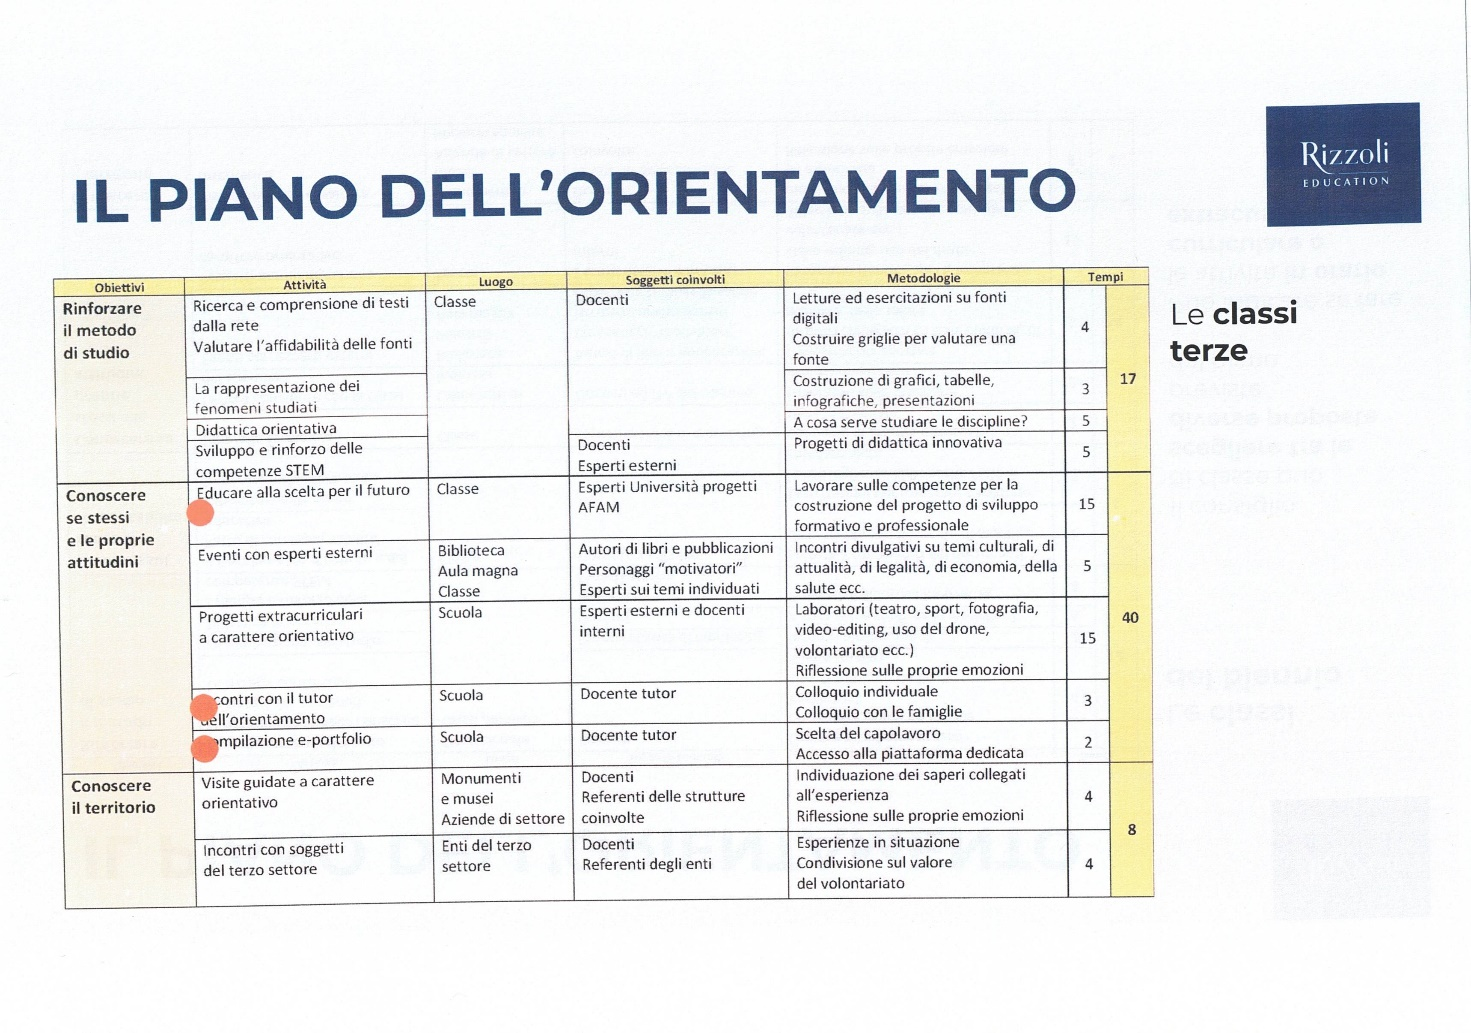 Rizzoli
EDUCATION
IL PIANO DELL'ORIENTAMENTO
Le classi
terze
Obiettivi Attività Luogo Soggetti coinvolti Metodologie Tempi
Rinforzare
il metodo
di studio
Ricerca e comprensione di testi
dalla rete
Valutare l'affidabilità delle fonti
Classe
Docenti
Letture ed esercitazioni su fonti
digitali
Costruire griglie per valutare una
fonte
4
17
La rappresentazione dei
fenomeni studiati
Costruzione di grafici, tabelle,
infografiche, presentazioni
3
Didattica orientativa
A cosa serve studiare le discipline?
5
Sviluppo e rinforzo delle
competenze STEM
Docenti
Esperti esterni
Progetti di didattica innovativa
5
Conoscere
se stessi
e le proprie
attitudini
Educare alla scelta per il futuro
Classe
Esperti Università progetti
AFAM
Lavorare sulle competenze per la
costruzione del progetto di sviluppo
formativo e professionale
15
40
Eventi con esperti esterni
Biblioteca
Aula magna
Classe
Autori di libri e pubblicazioni
Personaggi "motivatori"
Esperti sui temi individuati
Incontri divulgativi su temi culturali, di
attualità, di legalità, di economia, della
salute ecc.
5
Progetti extracurriculari
a carattere orientativo
Scuola
Esperti esterni e docenti
interni
Laboratori (teatro, sport, fotografia,
video-editing, uso del drone,
volontariato ecc.)
Riflessione sulle proprie emozioni
15
contri con il tutor
dell'orientamento
Scuola
Docente tutor
Colloquio individuale
Colloquio con le famiglie
3
ompilazione e-portfolio
Scuola
Docente tutor
Scelta del capolavoro
Accesso alla piattaforma dedicata
2
Conoscere
il territorio
Visite guidate a carattere
orientativo
Monumenti
e musei
Aziende di settore
Docenti
Referenti delle strutture
coinvolte
Individuazione dei saperi collegati
all'esperienza
Riflessione sulle proprie emozioni
4
8
Incontri con soggetti
del terzo settore
Enti del terzo
settore
Docenti
Referenti degli enti
Esperienze in situazione
Condivisione sul valore
del volontariato
4